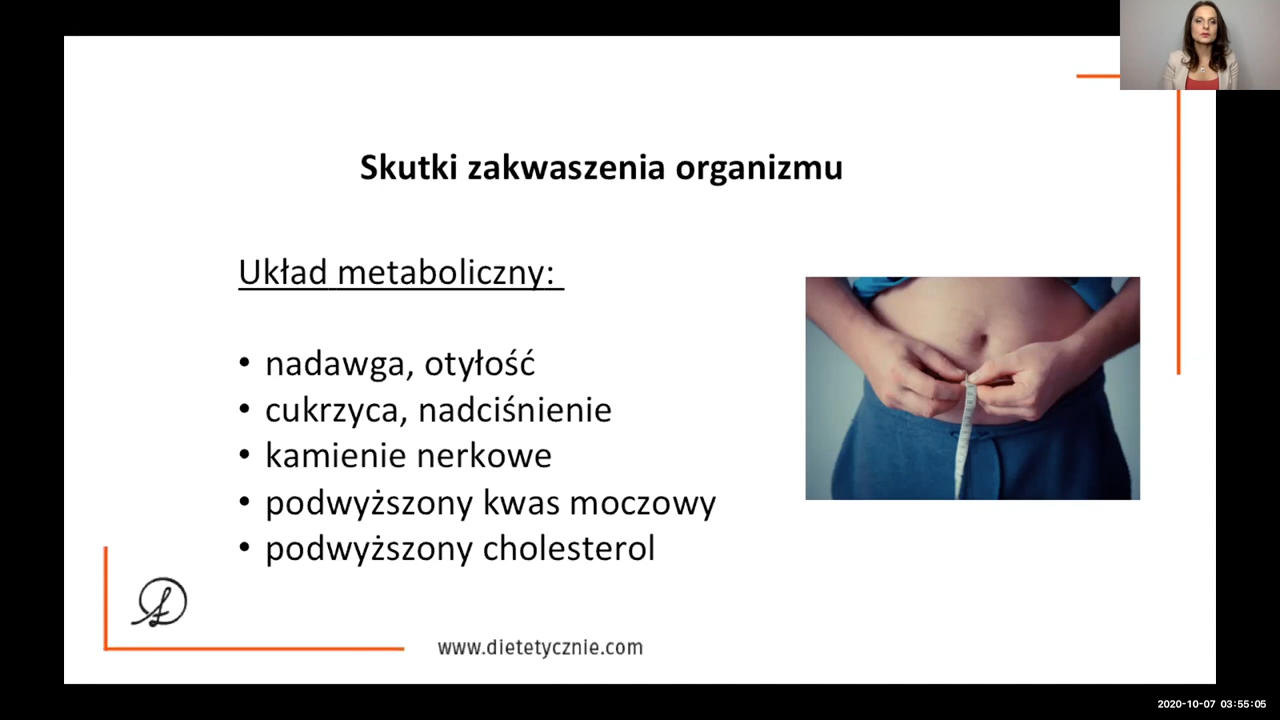 Skutki zakwaszenia organizmu
Układ metaboliczny:
• nadawga, otyłość
• cukrzyca, nadciśnienie
• kamienie nerkowe
• podwyższony kwas moczowy
• podwyższony cholesterol
www.dietetycznie.com
2020-10-07 03:55:05